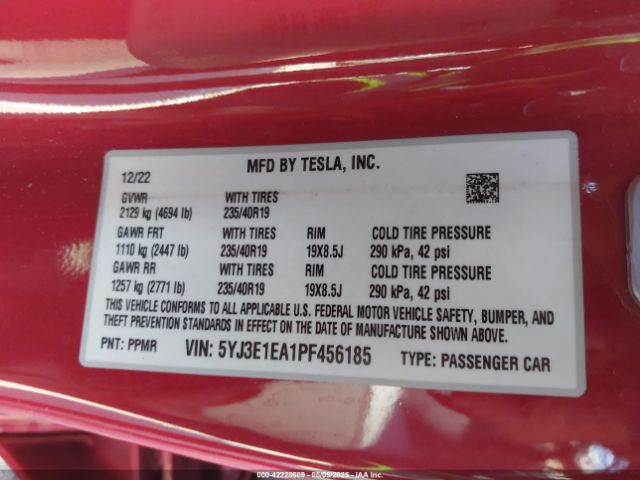 MFD BY TESLA, INC.
12/22
GVWR WITH TIRES
2129 kg (4694 lb) 235/40R19
GAWR FRT WITH TIRES RIM COLD TIRE PRESSURE
1110 kg (2447 lb) 235/40R19 19X8.5J 290 kPa, 42 psi
GAWR RR WITH TIRES RIM COLD TIRE PRESSURE
1257 kg (2771 lb) 235/40R19 19X8.5J 290 kPa, 42 psi
THIS VEHICLE CONFORMS TO ALL APPLICABLE U.S. FEDERAL MOTOR VEHICLE SAFETY, BUMPER, AND
THEFT PREVENTION STANDARDS IN EFFECT ON THE DATE OF MANUFACTURE SHOWN ABOVE.
PNT: PPMR VIN: 5YJ3E1EA1PF456185 TYPE: PASSENGER CAR
000-42228609 - 05/09/2025 - IAAI Inc.